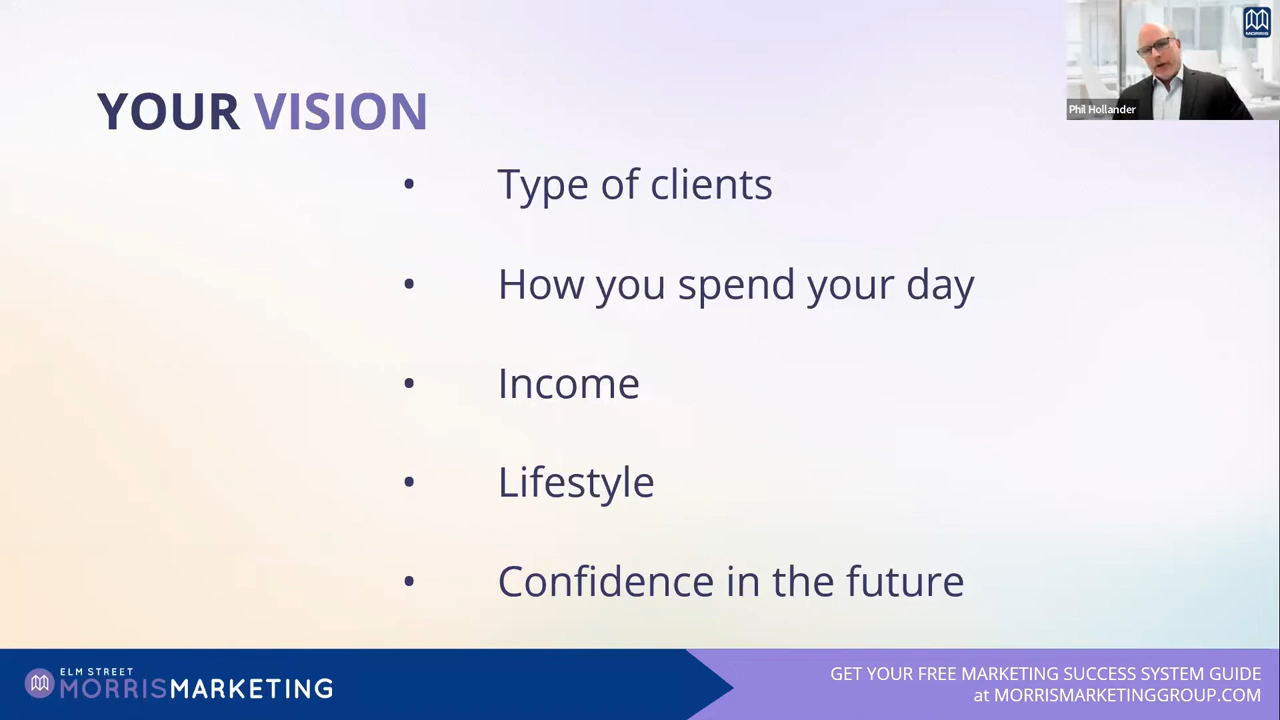 MORRIS
Phil Hollander
YOUR VISION
• Type of clients
• How you spend your day
• Income
• Lifestyle
• Confidence in the future
ELM STREET
MORRISMARKETING
GET YOUR FREE MARKETING SUCCESS SYSTEM GUIDE
at MORRISMARKETINGGROUP.COM